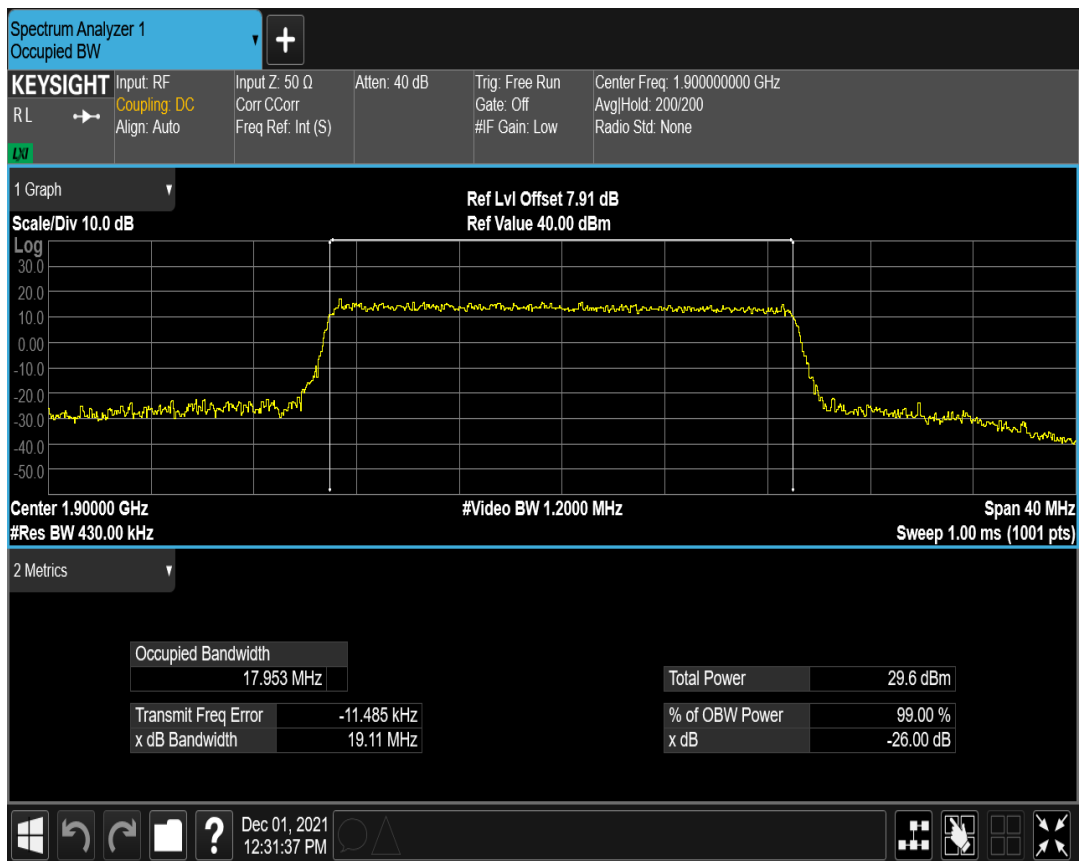 Spectrum Analyzer 1
Occupied BW
+
KEYSIGHT
RL
LXI
Input: RF
Coupling: DC
Align: Auto
Input Z: 50 Ω
Corr CCorr
Freq Ref: Int (S)
Atten: 40 dB
Trig: Free Run
Gate: Off
#IF Gain: Low
Center Freq: 1.900000000 GHz
Avg|Hold: 200/200
Radio Std: None
1 Graph
Ref Lvl Offset 7.91 dB
Scale/Div 10.0 dB
Ref Value 40.00 dBm
Log
30.0
20.0
10.0
0.00
-10.0
-20.0
-30.0
-40.0
-50.0
Center 1.90000 GHz
#Video BW 1.2000 MHz
Span 40 MHz
#Res BW 430.00 kHz
Sweep 1.00 ms (1001 pts)
2 Metrics
Occupied Bandwidth
17.953 MHz
Total Power 29.6 dBm
Transmit Freq Error -11.485 kHz
% of OBW Power 99.00 %
x dB Bandwidth 19.11 MHz
x dB -26.00 dB
?
Dec 01, 2021
12:31:37 PM